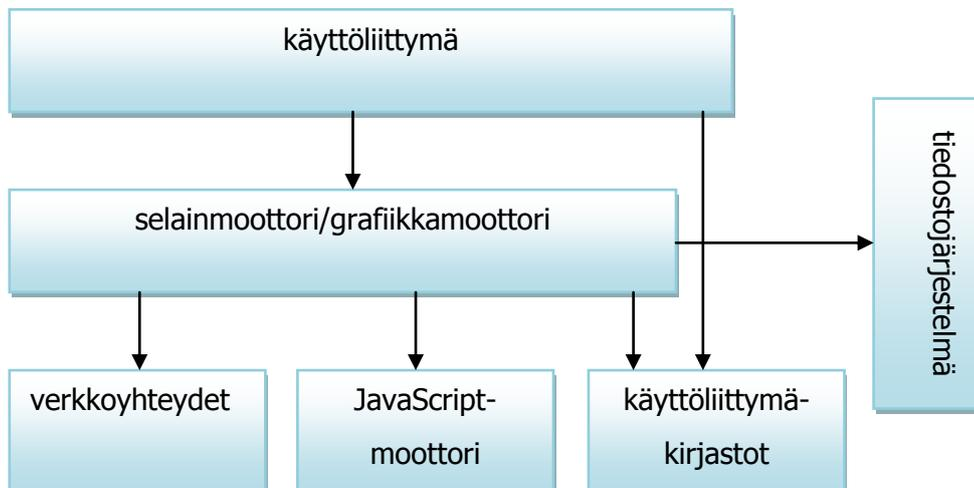 käyttöliittymä
selainmoottori/grafiikkamoottori
tiedostojärjestelmä
verkkoyhteydet
JavaScript-
moottori
käyttöliittymä-
kirjastot